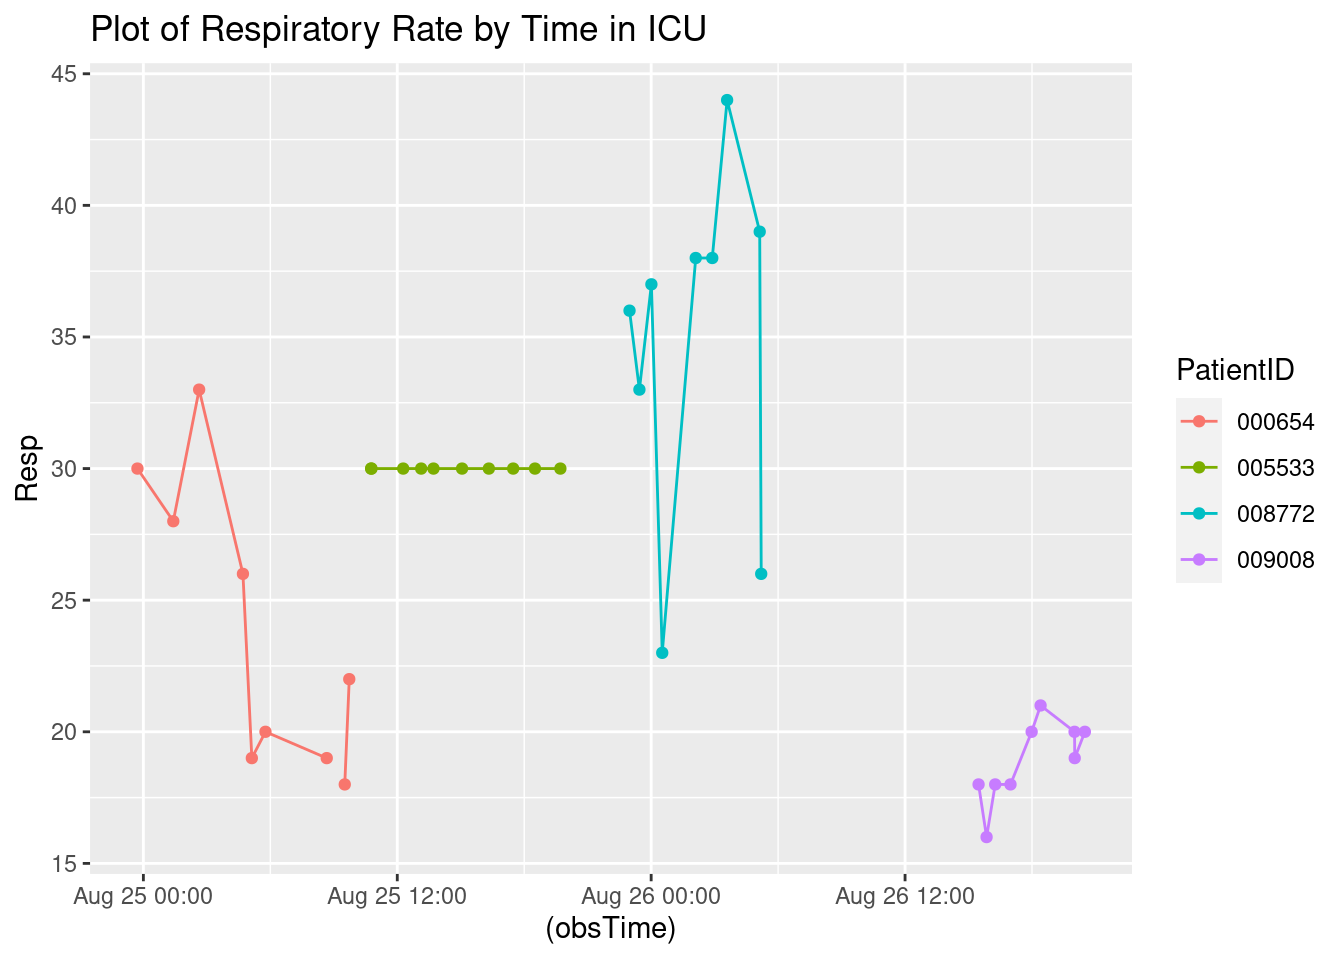 Plot of Respiratory Rate by Time in ICU
45
40
35
30
25
20
15
Resp
Aug 25 00:00
Aug 25 12:00
Aug 26 00:00
Aug 26 12:00
(obsTime)
PatientID
000654
005533
008772
009008